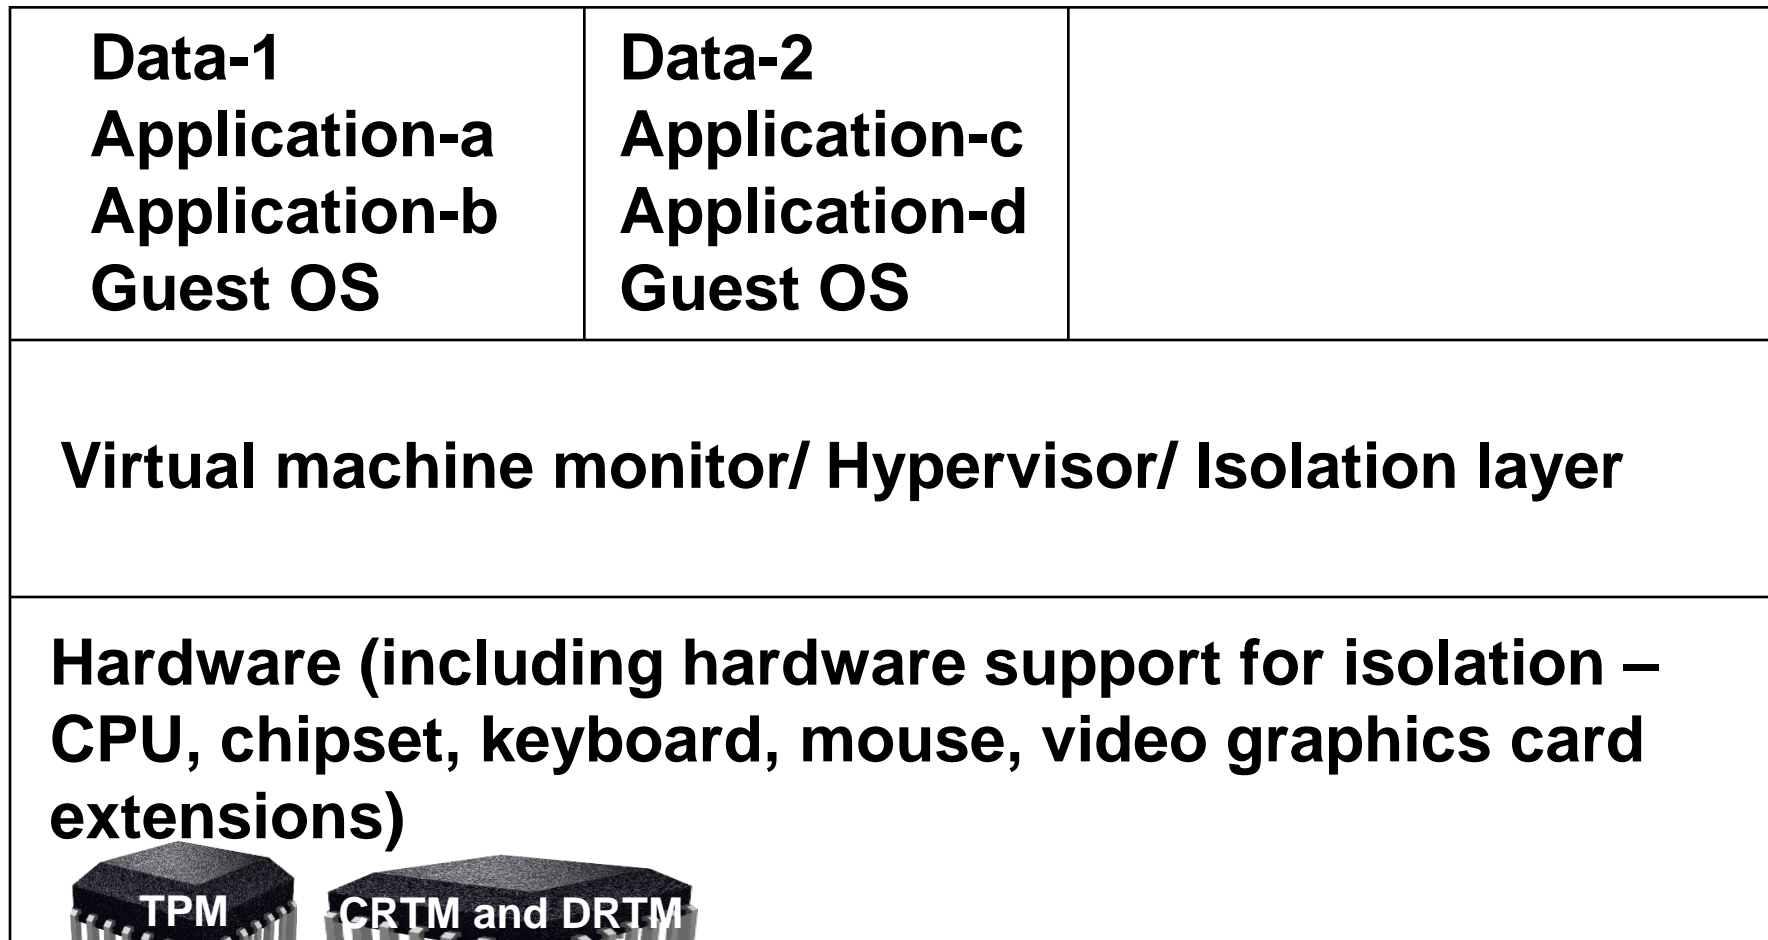 Data-1
Application-a
Application-b
Guest OS
Data-2
Application-c
Application-d
Guest OS
Virtual machine monitor/ Hypervisor/ Isolation layer
Hardware (including hardware support for isolation –
CPU, chipset, keyboard, mouse, video graphics card
extensions)
TPM
CRTM and DRTM